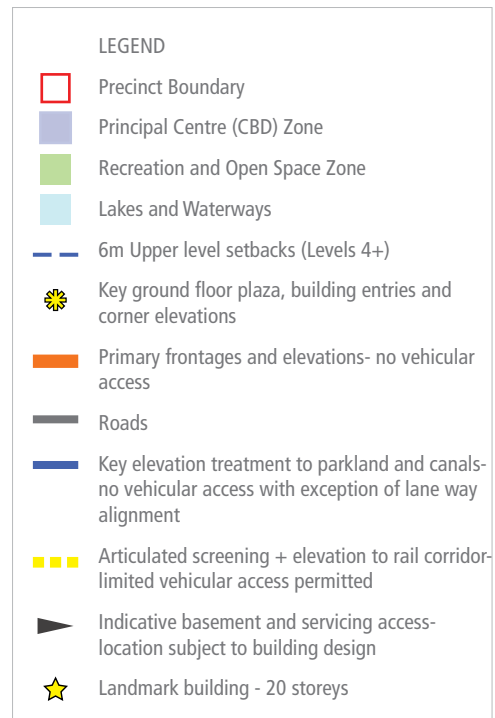 LEGEND
Precinct Boundary
Principal Centre (CBD) Zone
Recreation and Open Space Zone
Lakes and Waterways
6m Upper level setbacks (Levels 4+)
Key ground floor plaza, building entries and
corner elevations
Primary frontages and elevations- no vehicular
access
Roads
Key elevation treatment to parkland and canals-
no vehicular access with exception of lane way
alignment
Articulated screening + elevation to rail corridor-
limited vehicular access permitted
Indicative basement and servicing access-
location subject to building design
Landmark building - 20 storeys